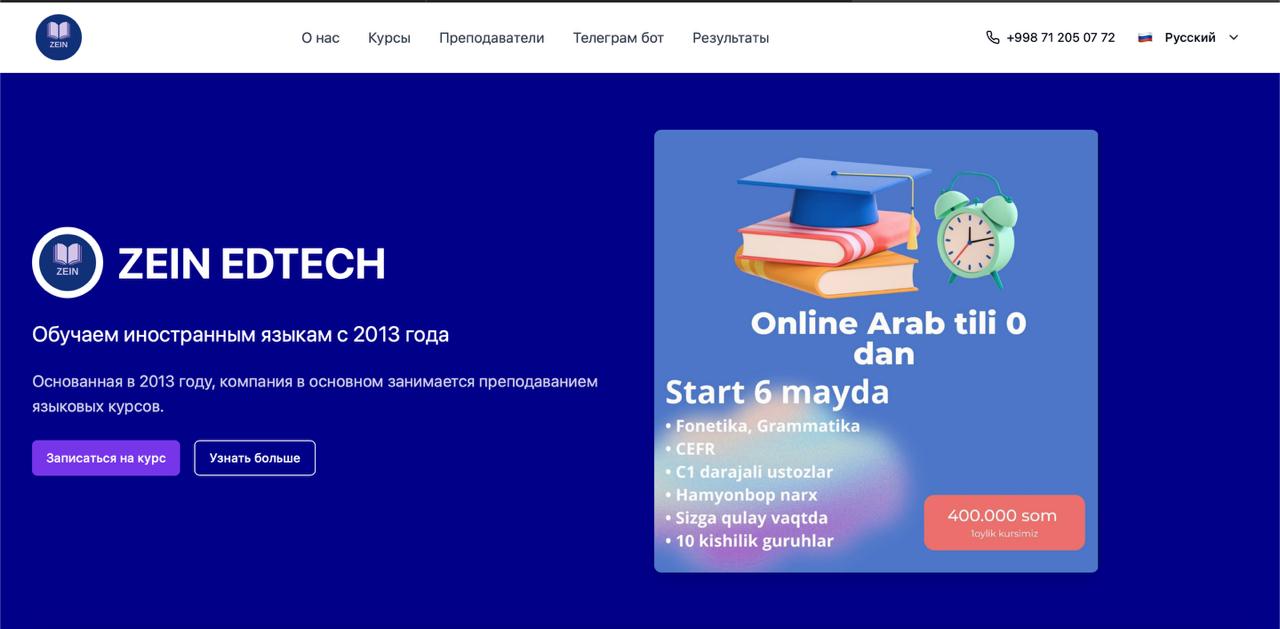 ZEIN
О нас
Курсы
Преподаватели
Телеграм бот
Результаты
+998 71 205 07 72
Русский
ZEIN
ZEIN EDTECH
Обучаем иностранным языкам с 2013 года
Основанная в 2013 году, компания в основном занимается преподаванием
языковых курсов.
Записаться на курс
Узнать больше
Online Arab tili 0
dan
Start 6 mayda
• Fonetika, Grammatika
• CEFR
• C1 darajali ustozlar
• Hamyonbop narx
• Sizga qulay vaqtda
• 10 kishilik guruhlar
400.000 som
1oylik kursimiz